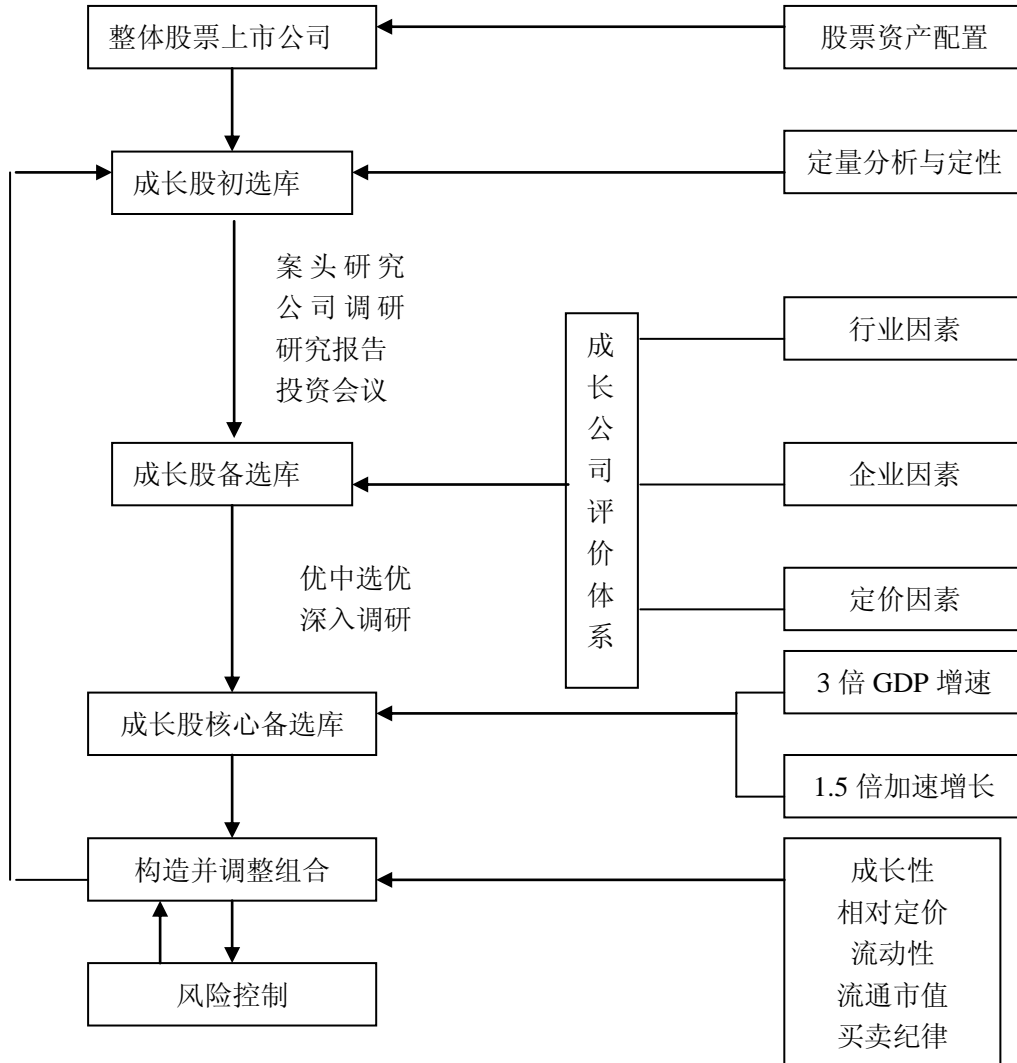 整体股票上市公司
股票资产配置
成长股初选库
定量分析与定性
案头研究
公司调研
研究报告
投资会议
成长公司评价体系
行业因素
成长股备选库
企业因素
优中选优
深入调研
定价因素
3 倍 GDP 增速
成长股核心备选库
1.5 倍加速增长
构造并调整组合
成长性
相对定价
流动性
流通市值
买卖纪律
风险控制